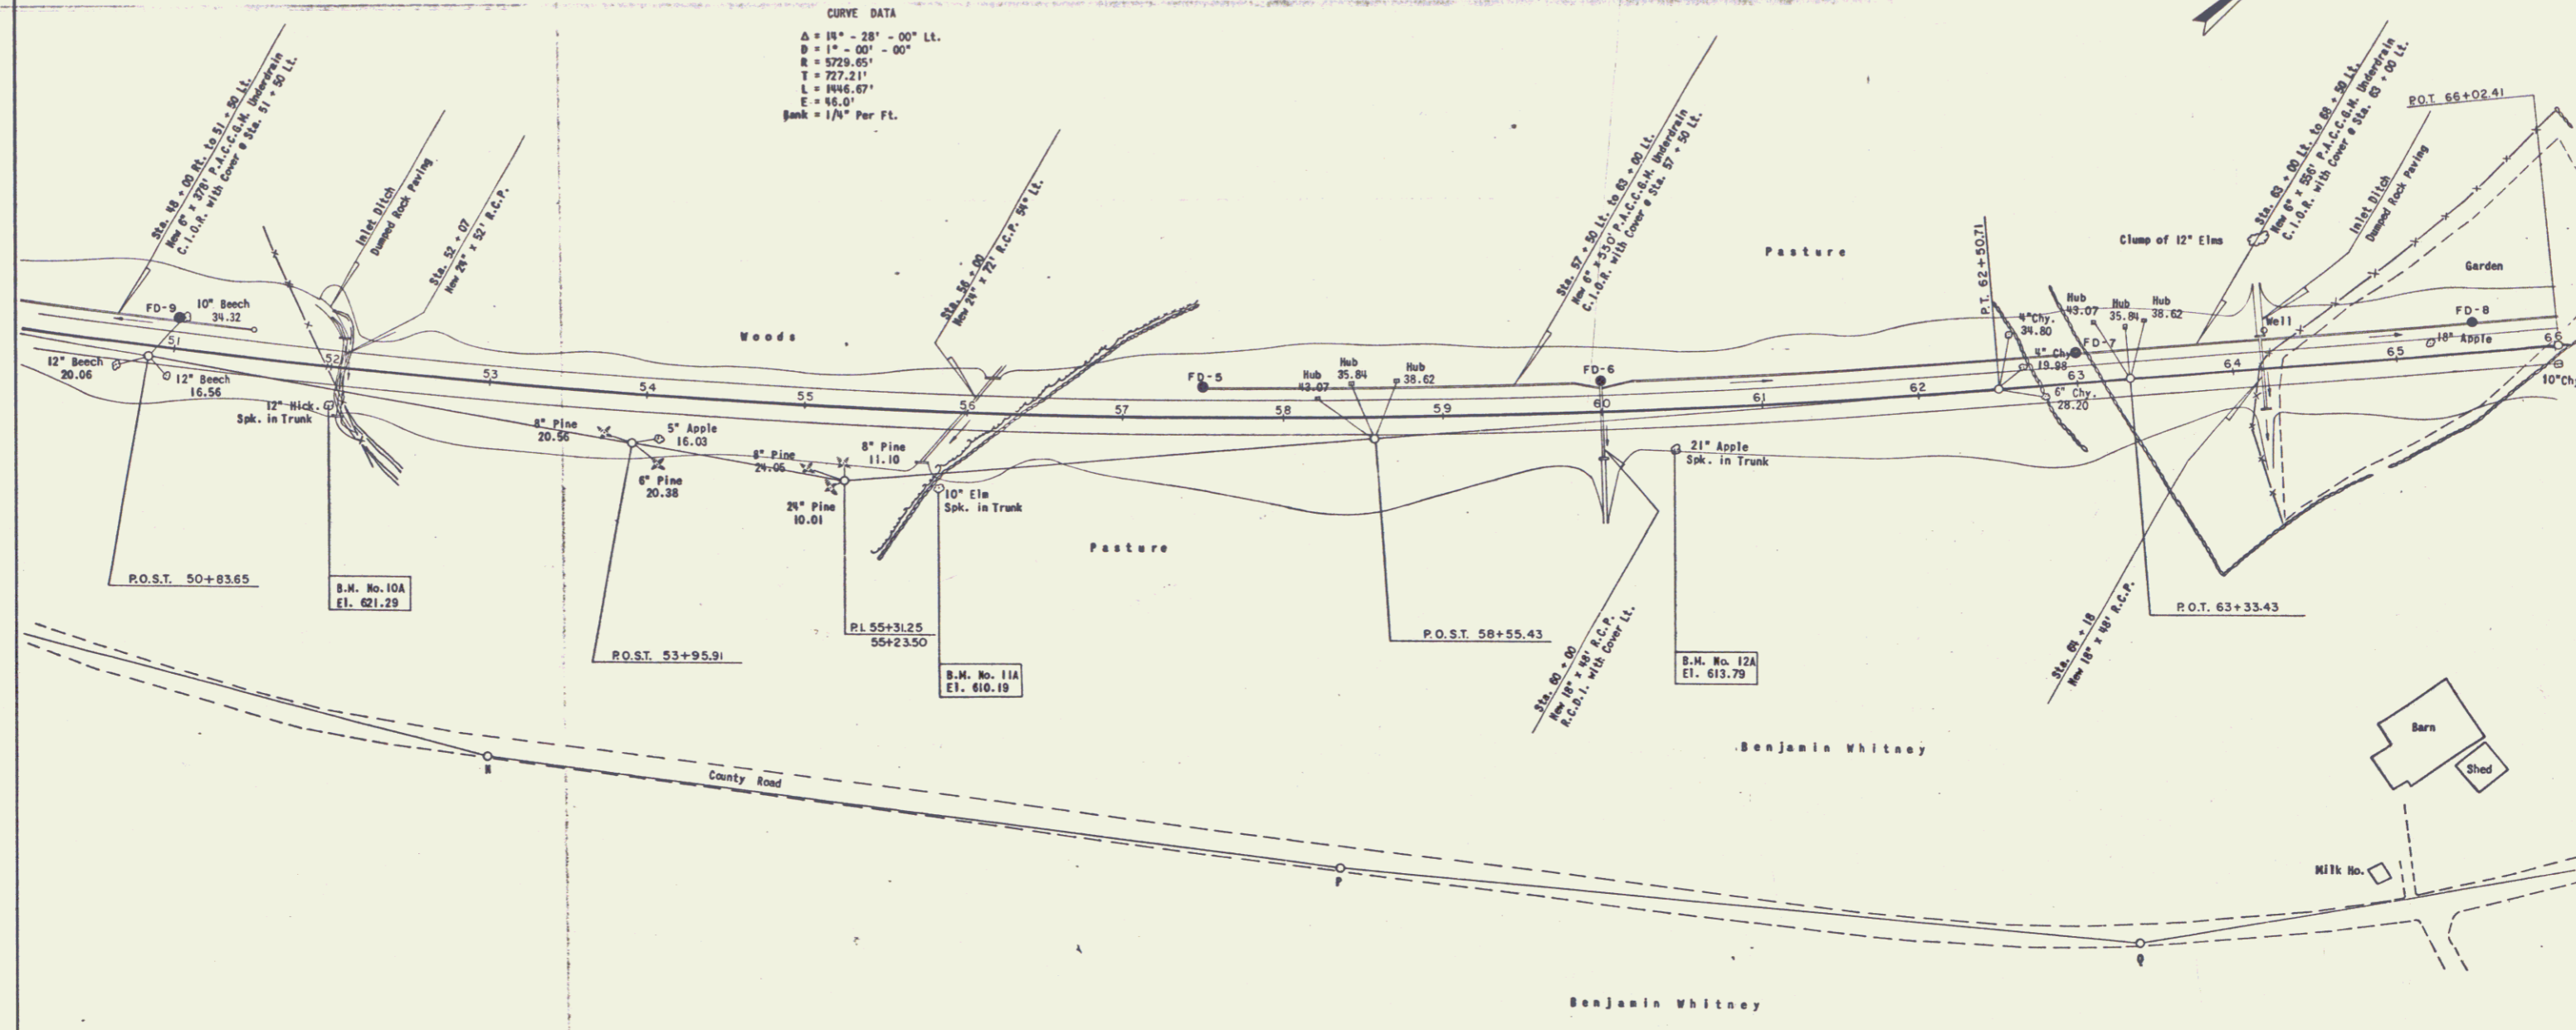 CURVE DATA
Δ = 14° - 28' - 00" Lt.
D = 1° - 00' - 00"
R = 5729.65'
T = 727.21'
L = 1446.67'
E = 46.0'
Bank = 1/4" Per Ft.
Sta. 48 + 00 Rt. to 51 + 50 Lt.
New 6" x 378' P.A.C.C.G.M. Underdrain
C.I.O.R. with Cover @ Sta. 51 + 50 Lt.
Inlet Ditch
Dumped Rock Paving
Sta. 52 + 07
New 24" x 52' R.C.P.
Sta. 56 + 00
New 24" x 72' R.C.P. 54° Lt.
Sta. 57 + 50 Lt. to 63 + 00 Lt.
New 6" x 550' P.A.C.C.G.M. Underdrain
C.I.O.R. with Cover @ Sta. 57 + 50 Lt.
Sta. 63 + 00 Lt. to 68 + 50 Lt.
New 6" x 556' P.A.C.C.G.M. Underdrain
C.I.O.R. with Cover @ Sta. 63 + 00 Lt.
Inlet Ditch
Dumped Rock Paving
P.O.T. 66+02.41
P.T. 62+50.71
Clump of 12" Elms
Pasture
Garden
Woods
FD-9
10" Beech
34.32
12" Beech
20.06
12" Beech
16.56
12" Hick.
Spk. in Trunk
51
52
53
54
55
56
57
58
59
60
61
62
63
64
65
66
8" Pine
20.56
5" Apple
16.03
6" Pine
20.38
8" Pine
24.05
8" Pine
11.10
24" Pine
10.01
10" Elm
Spk. in Trunk
FD-5
Hub
43.07
Hub
35.84
Hub
38.62
FD-6
21" Apple
Spk. in Trunk
4" Chy.
34.80
4" Chy.
19.98
6" Chy.
28.20
Hub
43.07
Hub
35.84
Hub
38.62
FD-7
Well
FD-8
18" Apple
10" Chy
Pasture
P.O.S.T. 50+83.65
B.M. No. 10A
El. 621.29
P.O.S.T. 53+95.91
P.I. 55+31.25
55+23.50
B.M. No. 11A
El. 610.19
P.O.S.T. 58+55.43
Sta. 60 + 00
New 18" x 48' R.C.P.
R.C.D.I. with Cover Lt.
B.M. No. 12A
El. 613.79
Sta. 64 + 18
New 18" x 48' R.C.P.
P.O.T. 63+33.43
Benjamin Whitney
Barn
Shed
Milk Ho.
County Road
N
P
Q
Benjamin Whitney